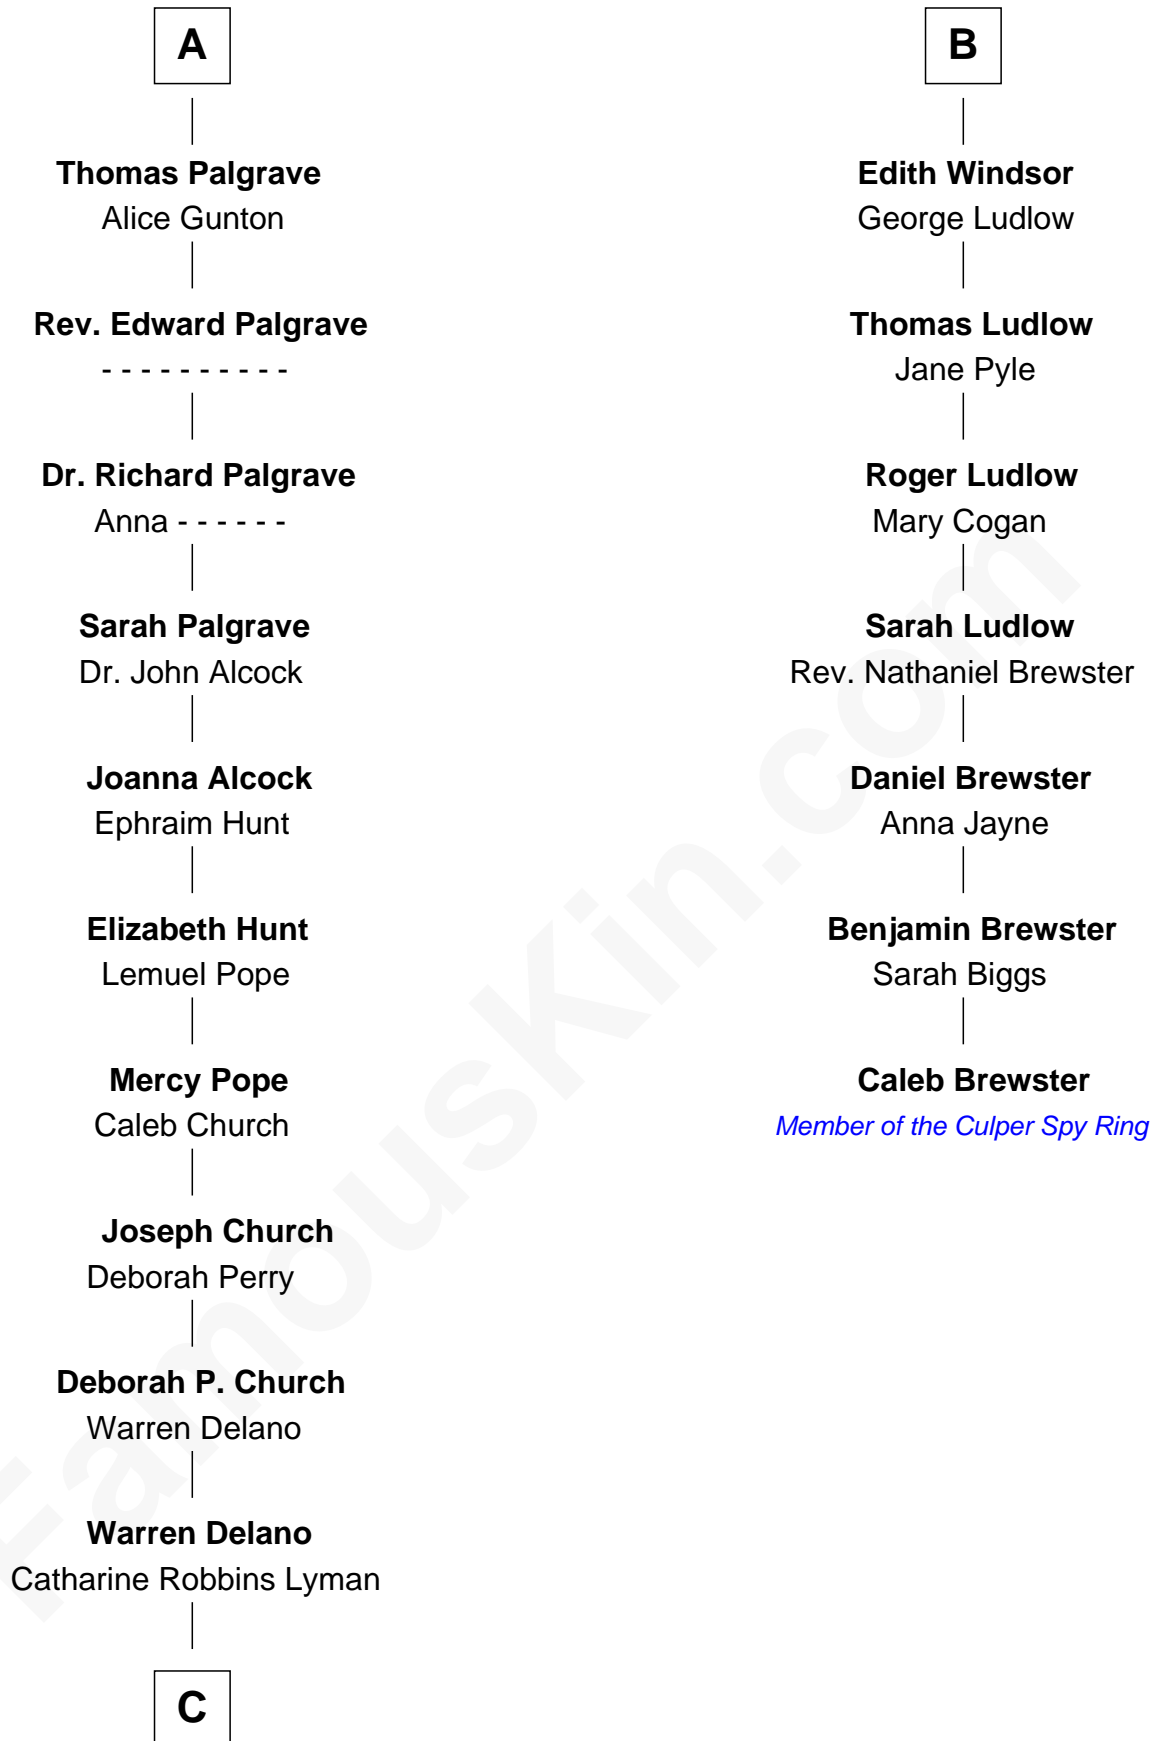 A
Thomas Palgrave
Alice Gunton
Rev. Edward Palgrave
- - - - - - - - - -
Dr. Richard Palgrave
Anna - - - - - -
Sarah Palgrave
Dr. John Alcock
Joanna Alcock
Ephraim Hunt
Elizabeth Hunt
Lemuel Pope
Mercy Pope
Caleb Church
Joseph Church
Deborah Perry
Deborah P. Church
Warren Delano
Warren Delano
Catharine Robbins Lyman
C
B
Edith Windsor
George Ludlow
Thomas Ludlow
Jane Pyle
Roger Ludlow
Mary Cogan
Sarah Ludlow
Rev. Nathaniel Brewster
Daniel Brewster
Anna Jayne
Benjamin Brewster
Sarah Biggs
Caleb Brewster
Member of the Culper Spy Ring
FamousKin.com